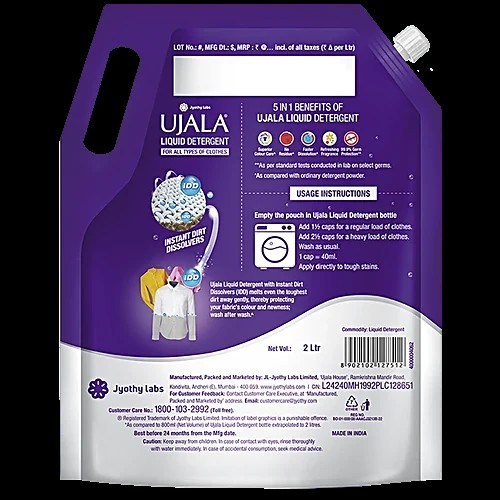 LOT No.: #, MFG Dt.: $, MRP : ₹ @... incl. of all taxes (₹ Δ per Ltr)
Jyothy labs
UJALA®
LIQUID DETERGENT
FOR ALL TYPES OF CLOTHES
IDD
IDD
INSTANT DIRT
DISSOLVERS
IDD
Ujala Liquid Detergent with Instant Dirt
Dissolvers (IDD) melts even the toughest
dirt away gently, thereby protecting
your fabric's colour and newness;
wash after wash.^
5 IN 1 BENEFITS OF
UJALA LIQUID DETERGENT
Superior
Colour Care*
No
Residue*
Faster
Dissolution*
Refreshing
Fragrance
99.9% Germ
Protection**
**As per standard tests conducted in lab on select germs.
*As compared with ordinary detergent powder.
USAGE INSTRUCTIONS
Empty the pouch in Ujala Liquid Detergent bottle
Add 1½ caps for a regular load of clothes.
Add 2½ caps for a heavy load of clothes.
Wash as usual.
1 cap = 40ml.
Apply directly to tough stains.
Commodity: Liquid Detergent
Net Vol.: 2 Ltr
8 902102 127512
400004062
Jyothy labs
Manufactured, Packed and Marketed by: JL-Jyothy Labs Limited, 'Ujala House', Ramkrishna Mandir Road,
Kondivita, Andheri (E), Mumbai - 400 059. www.jyothylabs.com | CIN: L24240MH1992PLC128651
For Customer Feedback: Contact Customer Care Executive, at "Manufactured,
Packed and Marketed by" address. Email: customercare@jyothy.com
Customer Care No.: 1800-103-2992 (Toll free).
® Registered Trademark of Jyothy Labs Limited. Imitation of label graphics is a punishable offence.
^As compared to 800ml (Net Volume) of Ujala Liquid Detergent bottle extrapolated to 2 litres.
Best before 24 months from the Mfg date.
Caution: Keep away from children. In case of contact with eyes, rinse thoroughly
with water immediately. In case of accidental consumption, seek medical advice.
7
OTHER
REG NO.
MADE IN INDIA